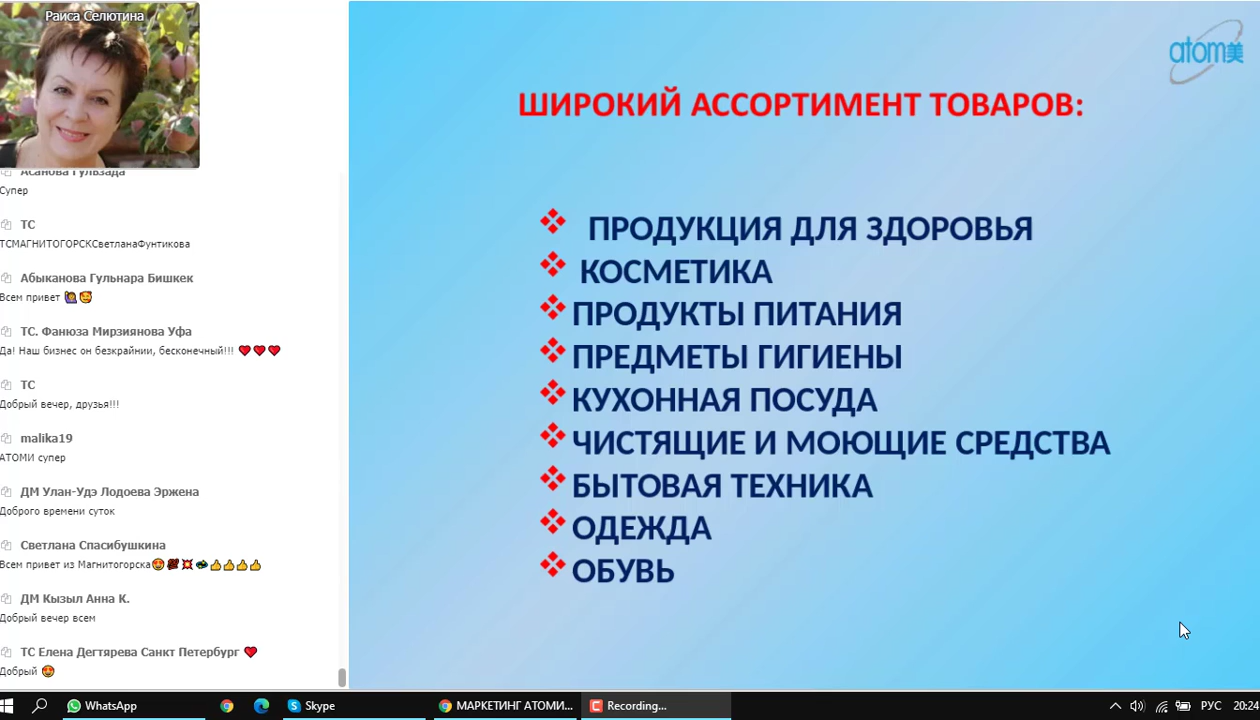 Раиса Селютина
Асанова Гульзада
Супер
ТС
ТСМАГНИТОГОРСКСветланаФунтикова
Абыканова Гульнара Бишкек
Всем привет
ТС. Фанюза Мирзиянова Уфа
Да! Наш бизнес он безкрайнии, бесконечный!!!
ТС
Добрый вечер, друзья!!!
malika19
АТОМИ супер
ДМ Улан-Удэ Лодоева Эржена
Доброго времени суток
Светлана Спасибушкина
Всем привет из Магнитогорска
ДМ Кызыл Анна К.
Добрый вечер всем
ТС Елена Дегтярева Санкт Петербург
Добрый
atom美
ШИРОКИЙ АССОРТИМЕНТ ТОВАРОВ:
ПРОДУКЦИЯ ДЛЯ ЗДОРОВЬЯ
КОСМЕТИКА
ПРОДУКТЫ ПИТАНИЯ
ПРЕДМЕТЫ ГИГИЕНЫ
КУХОННАЯ ПОСУДА
ЧИСТЯЩИЕ И МОЮЩИЕ СРЕДСТВА
БЫТОВАЯ ТЕХНИКА
ОДЕЖДА
ОБУВЬ
WhatsApp
Skype
МАРКЕТИНГ АТОМИ...
Recording...
РУС
20:24